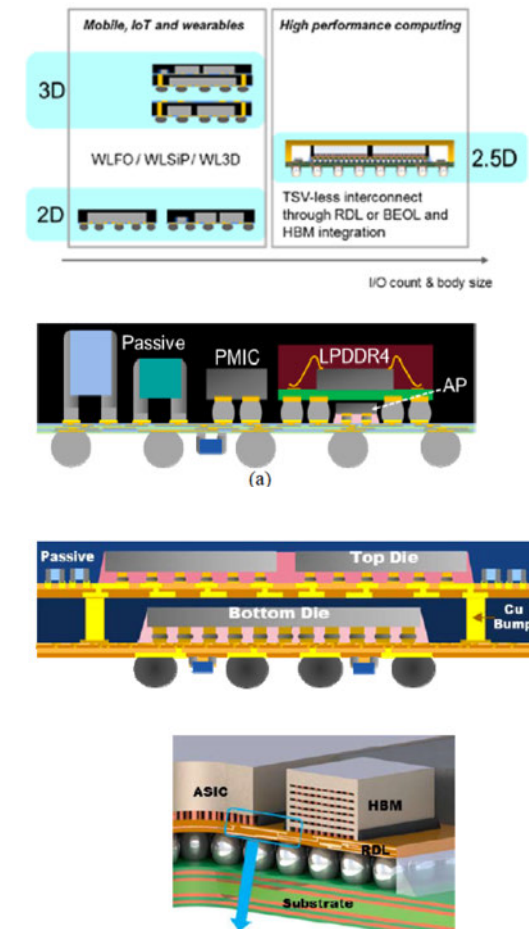 Mobile, IoT and wearables
High performance computing
3D
WLFO / WLSiP / WL3D
2.5D
2D
TSV-less interconnect
through RDL or BEOL and
HBM integration
I/O count & body size
Passive
PMIC
LPDDR4
AP
(a)
Passive
Top Die
Bottom Die
Cu
Bump
ASIC
HBM
RDL
Substrate